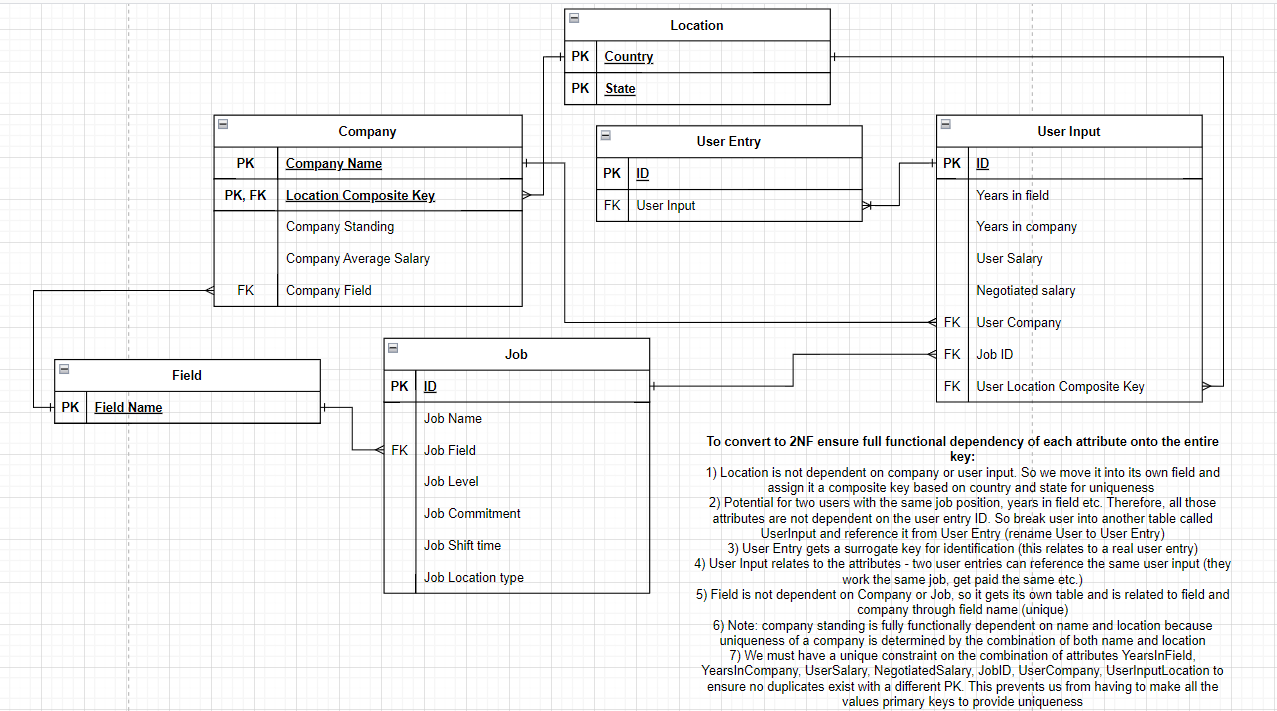 Location
PK Country
PK State
Company
PK Company Name
PK, FK Location Composite Key
Company Standing
Company Average Salary
FK Company Field
User Entry
PK ID
FK User Input
User Input
PK ID
Years in field
Years in company
User Salary
Negotiated salary
FK User Company
FK Job ID
FK User Location Composite Key
Field
PK Field Name
Job
PK ID
Job Name
FK Job Field
Job Level
Job Commitment
Job Shift time
Job Location type
To convert to 2NF ensure full functional dependency of each attribute onto the entire
key:
1) Location is not dependent on company or user input. So we move it into its own field and
assign it a composite key based on country and state for uniqueness
2) Potential for two users with the same job position, years in field etc. Therefore, all those
attributes are not dependent on the user entry ID. So break user into another table called
UserInput and reference it from User Entry (rename User to User Entry)
3) User Entry gets a surrogate key for identification (this relates to a real user entry)
4) User Input relates to the attributes - two user entries can reference the same user input (they
work the same job, get paid the same etc.)
5) Field is not dependent on Company or Job, so it gets its own table and is related to field and
company through field name (unique)
6) Note: company standing is fully functionally dependent on name and location because
uniqueness of a company is determined by the combination of both name and location
7) We must have a unique constraint on the combination of attributes YearsInField,
YearsInCompany, UserSalary, NegotiatedSalary, JobID, UserCompany, UserInputLocation to
ensure no duplicates exist with a different PK. This prevents us from having to make all the
values primary keys to provide uniqueness